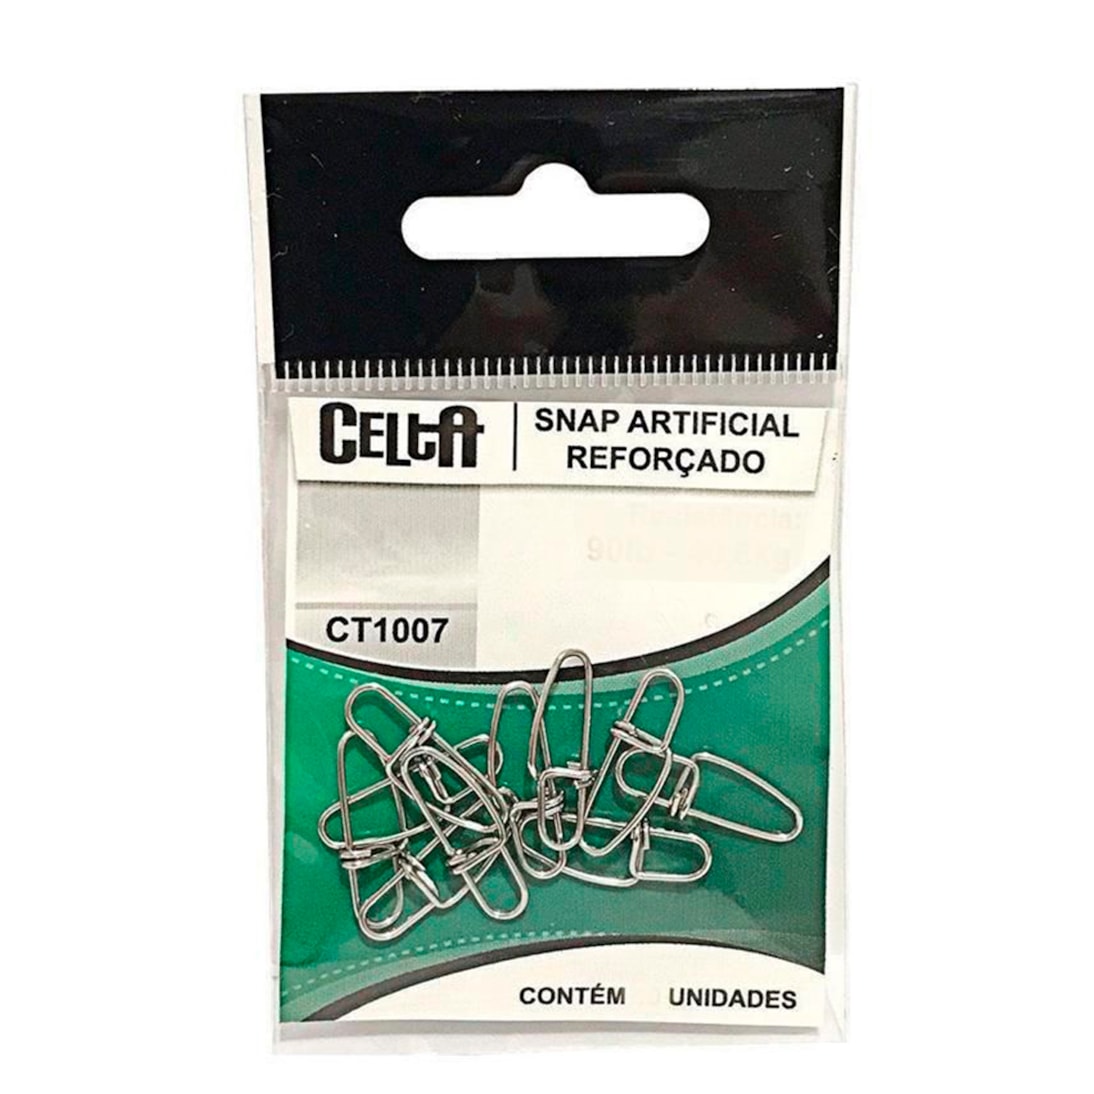 CELTA
SNAP ARTIFICIAL
REFORÇADO
CT1007
CONTÉM UNIDADES